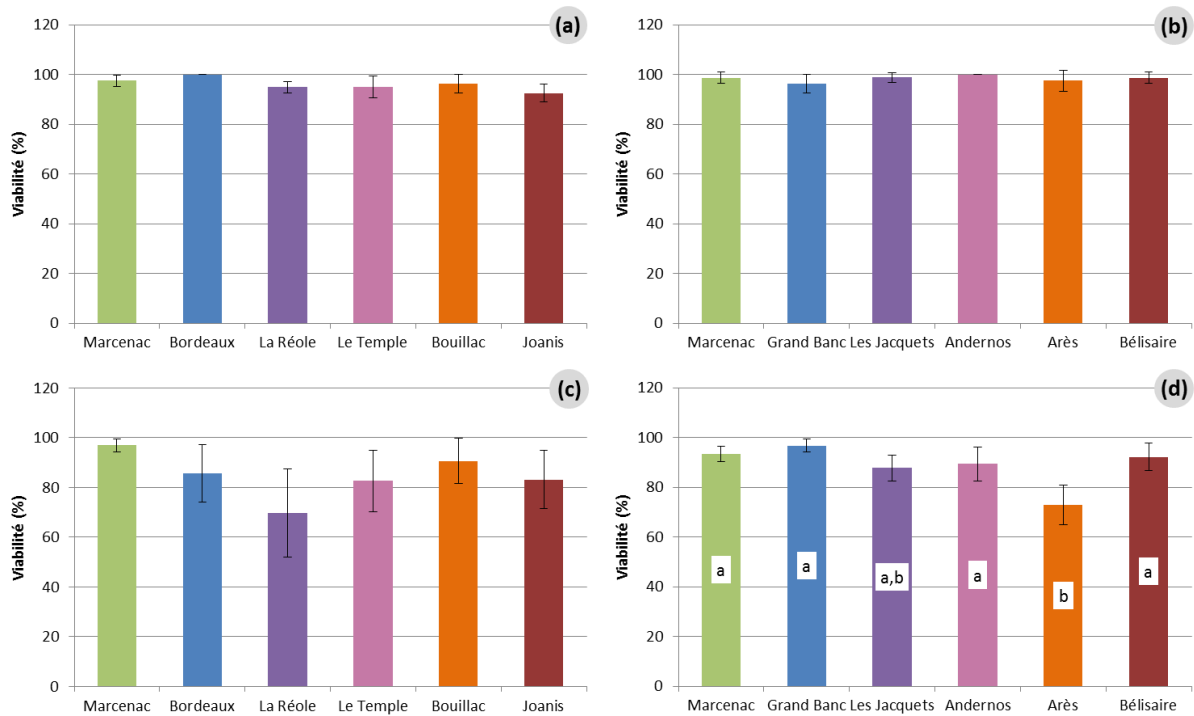 (a)
120
100
80
60
40
20
0
Viabilité (%)
Marcenac Bordeaux La Réole Le Temple Bouillac Joanis
(b)
120
100
80
60
40
20
0
Viabilité (%)
Marcenac Grand Banc Les Jacquets Andernos Arès Bélisaire
(c)
120
100
80
60
40
20
0
Viabilité (%)
Marcenac Bordeaux La Réole Le Temple Bouillac Joanis
(d)
120
100
80
60
40
20
0
Viabilité (%)
a a a,b a b a
Marcenac Grand Banc Les Jacquets Andernos Arès Bélisaire